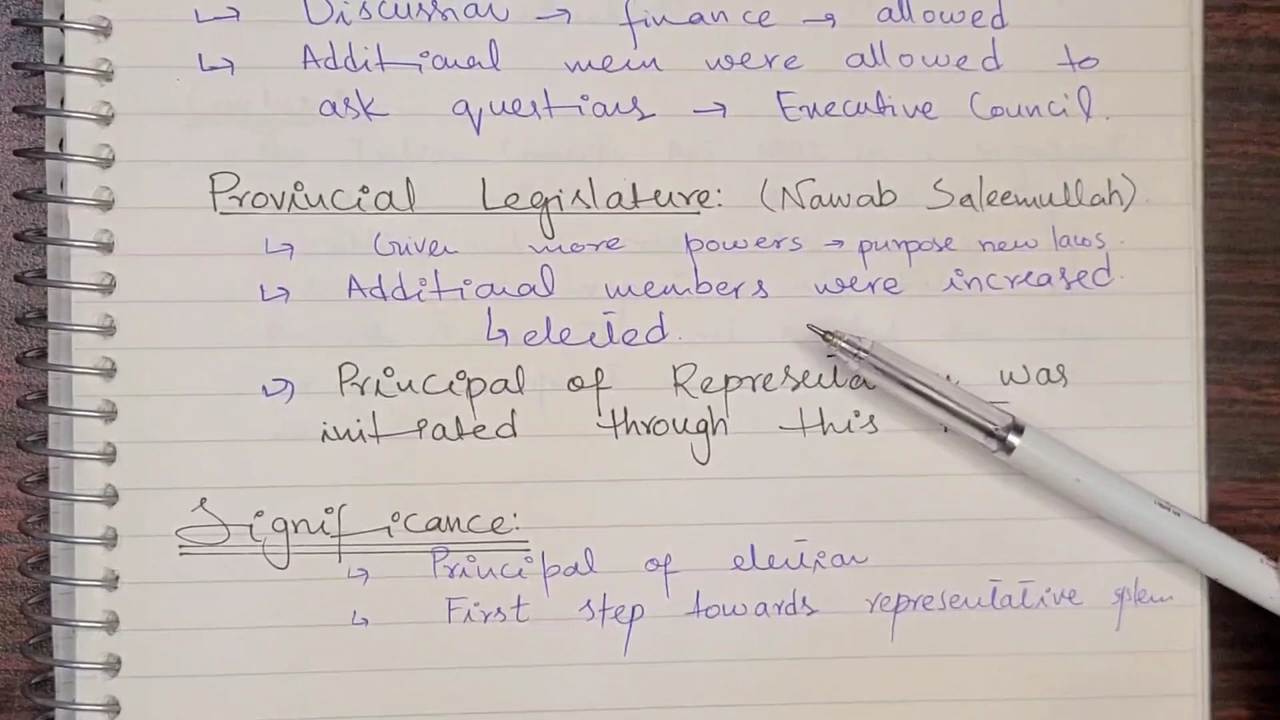 ↳ Discussion → finance → allowed
↳ Additional mem were allowed to
ask questions → Executive Council.
Provincial Legislature: (Nawab Saleemullah)
↳ Given more powers → purpose new laws.
↳ Additional members were increased.
↳ elected.
↳ Principal of was
initiated through this
Significance:
↳ Principal of election
↳ First step towards representative system